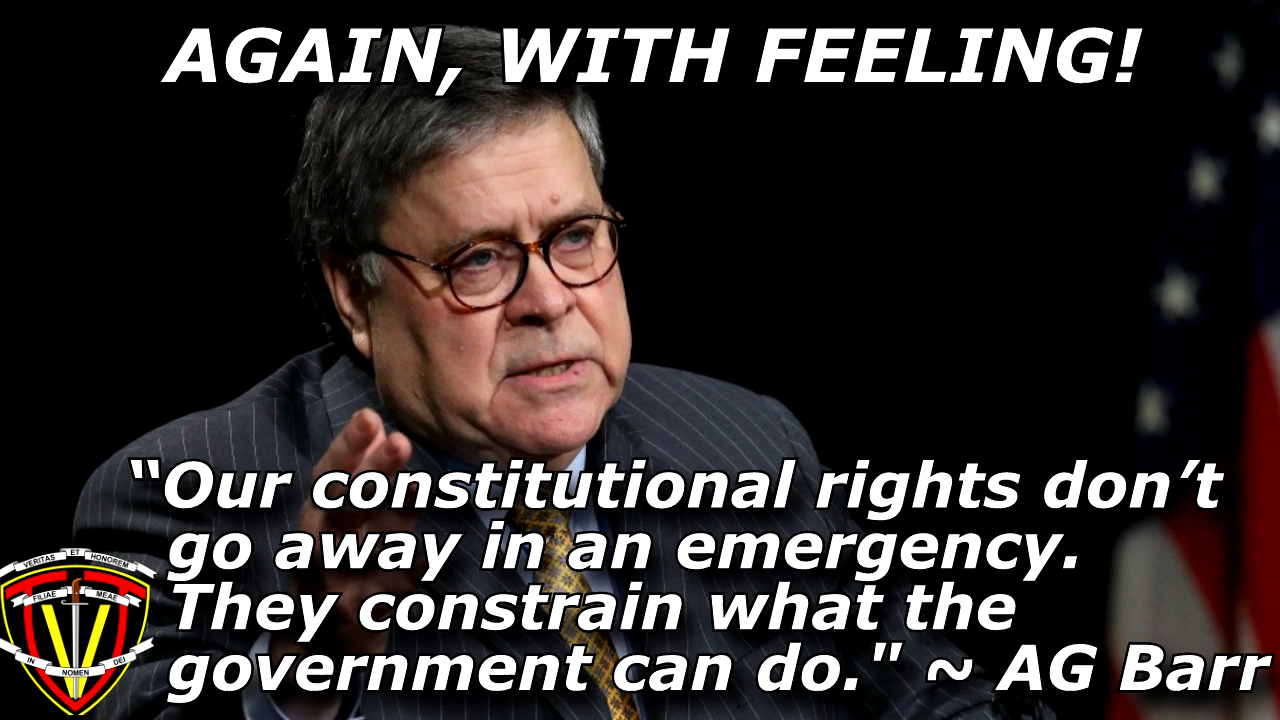 AGAIN, WITH FEELING!
“Our constitutional rights don’t
go away in an emergency.
They constrain what the
government can do." ~ AG Barr
VERITAS ET HONOREM
FILIAE MEAE
V
IN NOMEN DEI